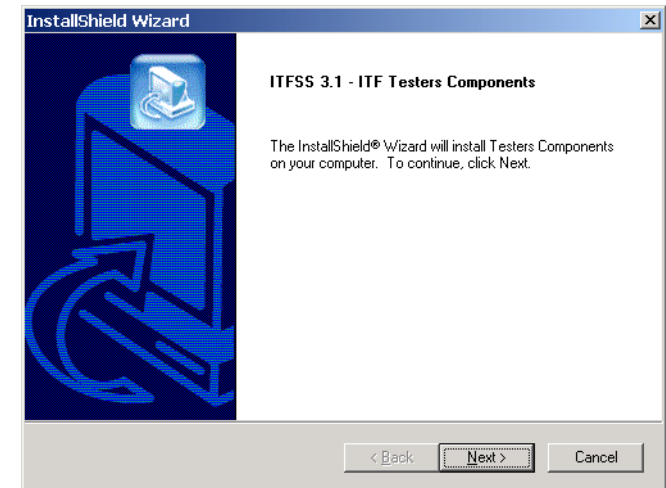 InstallShield Wizard
ITFSS 3.1 - ITF Testers Components
The InstallShield® Wizard will install Testers Components
on your computer.  To continue, click Next.
< Back
Next >
Cancel